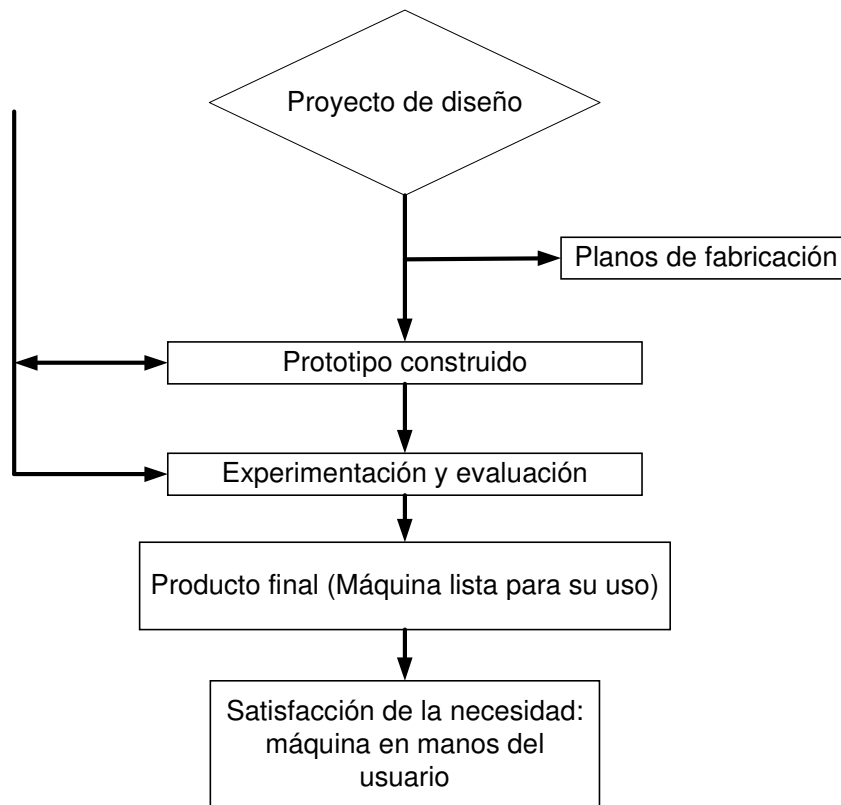 Proyecto de diseño
Planos de fabricación
Prototipo construido
Experimentación y evaluación
Producto final (Máquina lista para su uso)
Satisfacción de la necesidad:
máquina en manos del
usuario